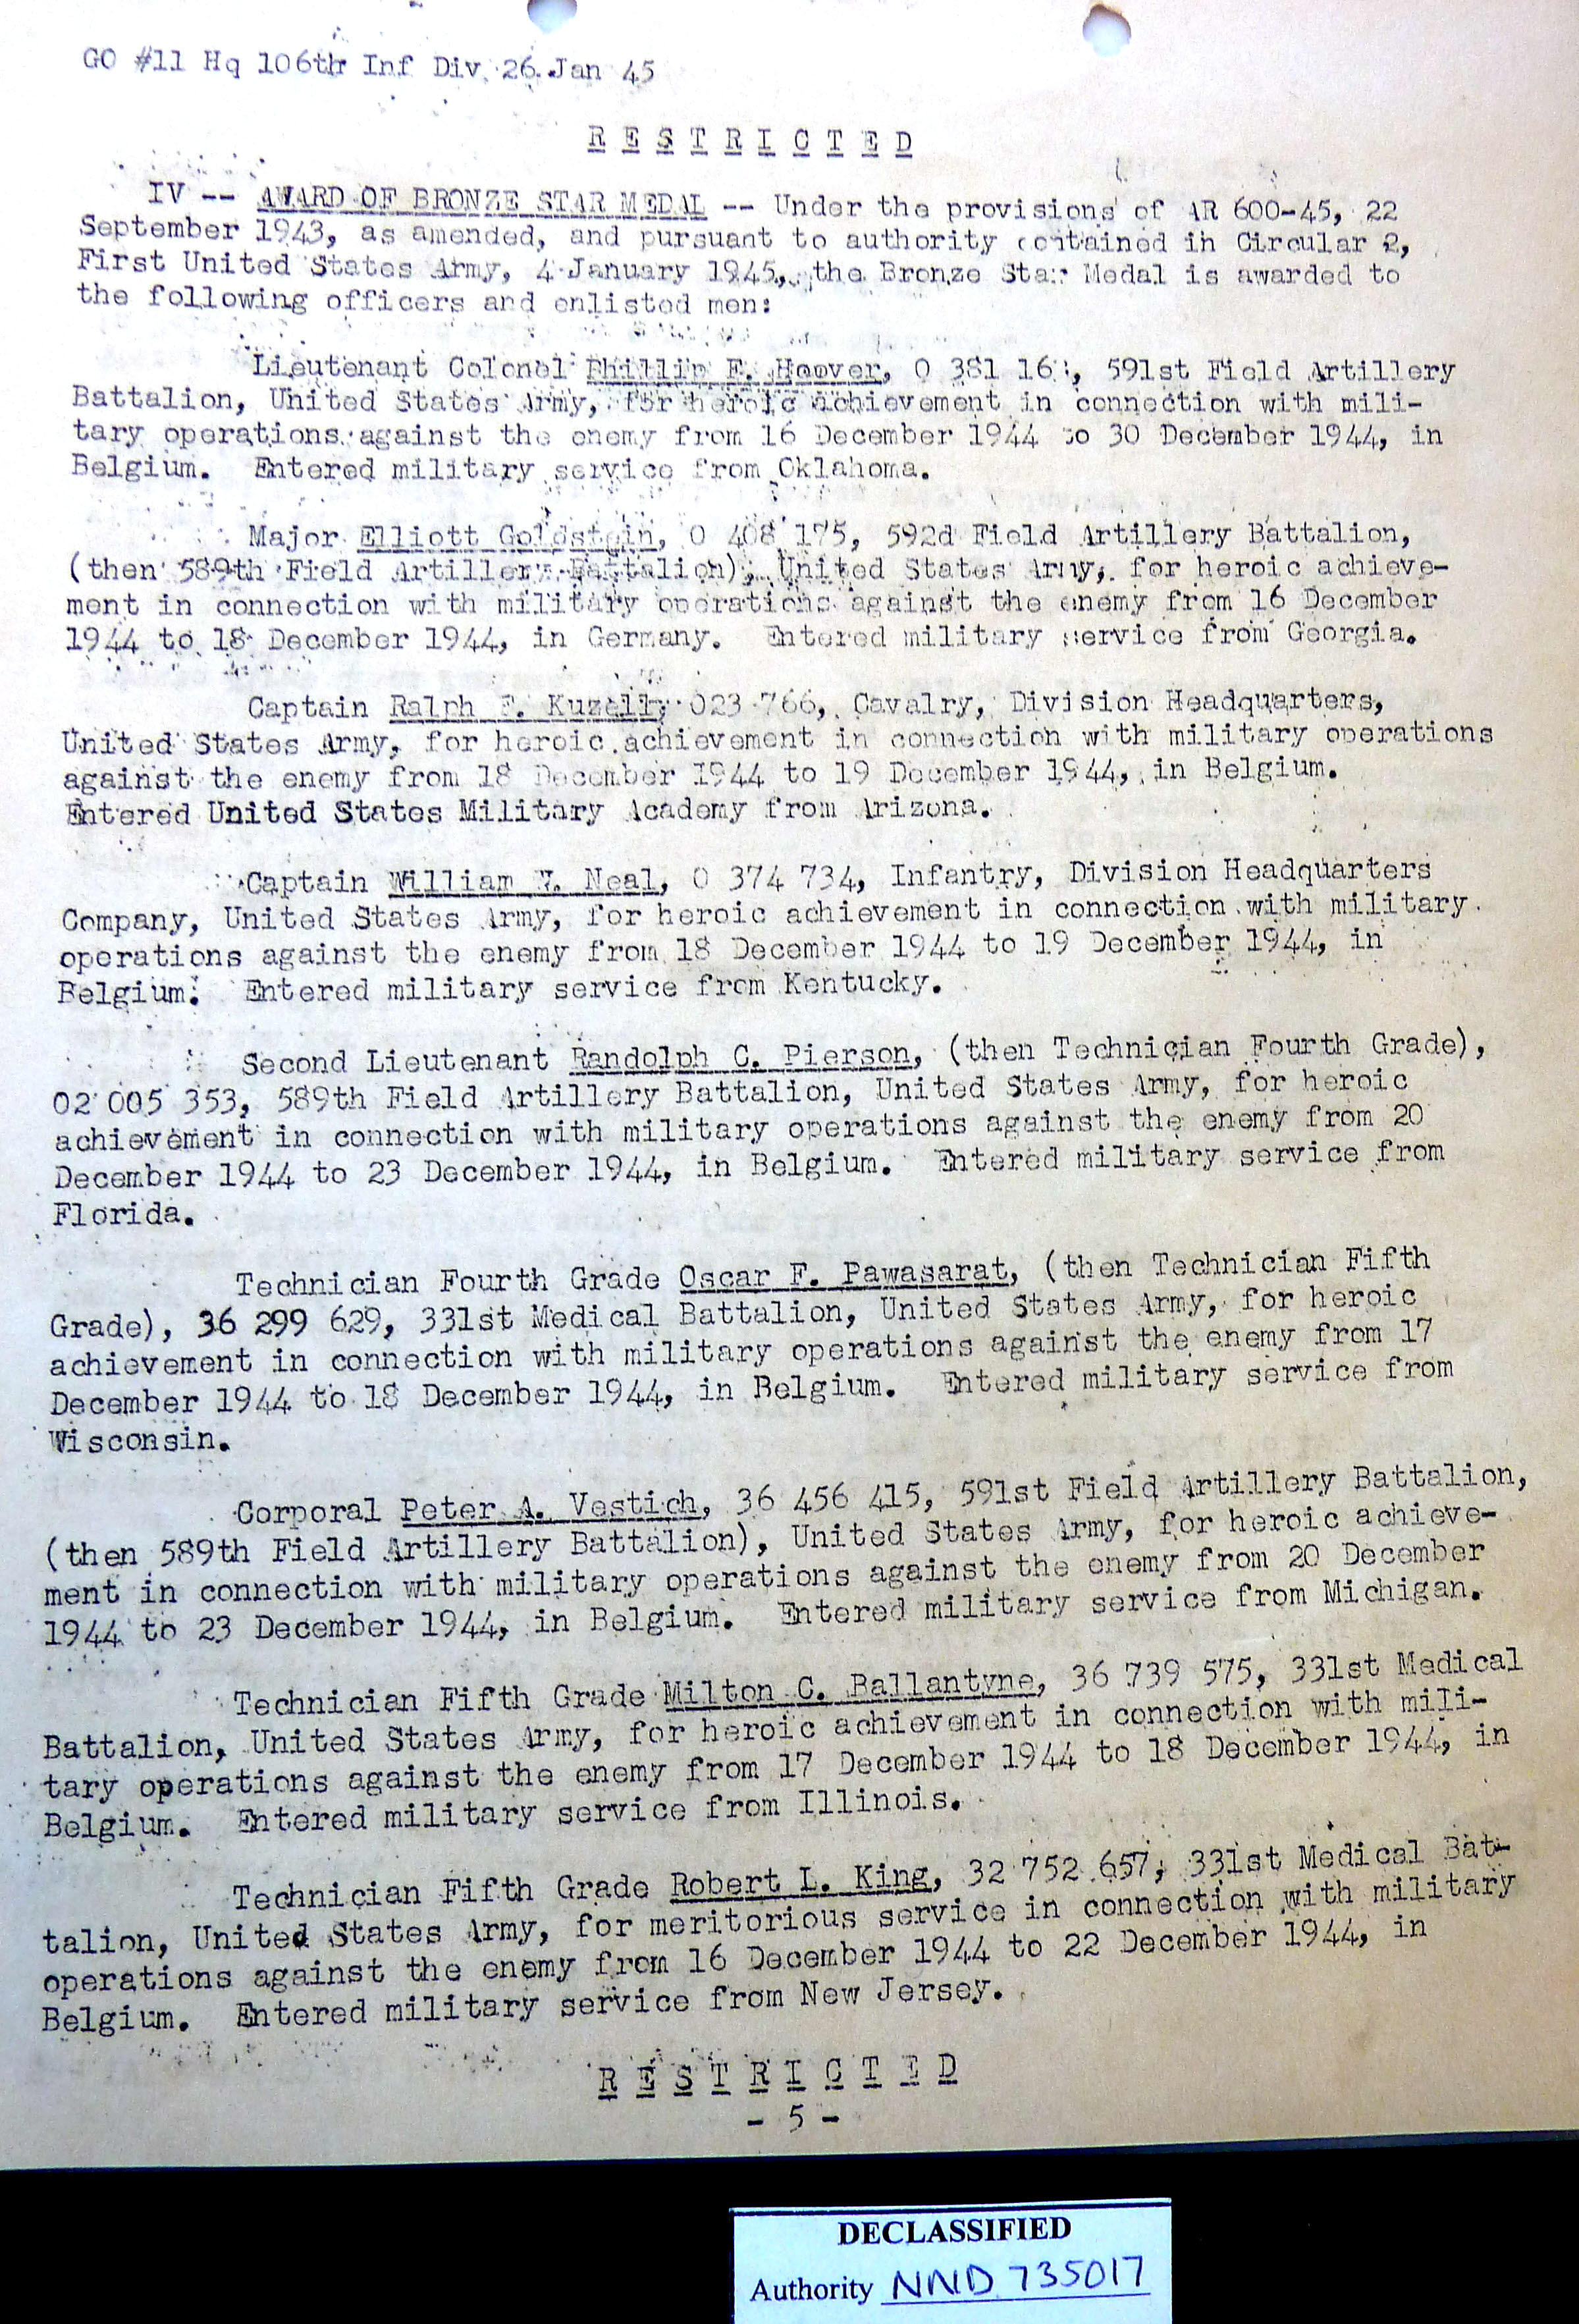 GO #11 Hq 106th Inf Div 26 Jan 45
R E S T R I C T E D
IV -- AWARD OF BRONZE STAR MEDAL -- Under the provisions of AR 600-45, 22
September 1943, as amended, and pursuant to authority contained in Circular 2,
First United States Army, 4 January 1945, the Bronze Star Medal is awarded to
the following officers and enlisted men:
Lieutenant Colonel Phillip F. Hoover, O 381 16, 591st Field Artillery
Battalion, United States Army, for heroic achievement in connection with mili-
tary operations against the enemy from 16 December 1944 to 30 December 1944, in
Belgium. Entered military service from Oklahoma.
Major Elliott Goldstein, O 408 175, 592d Field Artillery Battalion,
(then 589th Field Artillery Battalion), United States Army, for heroic achieve-
ment in connection with military operations against the enemy from 16 December
1944 to 18 December 1944, in Germany. Entered military service from Georgia.
Captain Ralph F. Kuzell, O23 766, Cavalry, Division Headquarters,
United States Army, for heroic achievement in connection with military operations
against the enemy from 18 December 1944 to 19 December 1944, in Belgium.
Entered United States Military Academy from Arizona.
Captain William Neal, O 374 734, Infantry, Division Headquarters
Company, United States Army, for heroic achievement in connection with military
operations against the enemy from 18 December 1944 to 19 December 1944, in
Belgium. Entered military service from Kentucky.
Second Lieutenant Randolph C. Pierson, (then Technician Fourth Grade),
O2 005 353, 589th Field Artillery Battalion, United States Army, for heroic
achievement in connection with military operations against the enemy from 20
December 1944 to 23 December 1944, in Belgium. Entered military service from
Florida.
Technician Fourth Grade Oscar F. Pawasarat, (then Technician Fifth
Grade), 36 299 629, 331st Medical Battalion, United States Army, for heroic
achievement in connection with military operations against the enemy from 17
December 1944 to 18 December 1944, in Belgium. Entered military service from
Wisconsin.
Corporal Peter A. Vestich, 36 456 415, 591st Field Artillery Battalion,
(then 589th Field Artillery Battalion), United States Army, for heroic achieve-
ment in connection with military operations against the enemy from 20 December
1944 to 23 December 1944, in Belgium. Entered military service from Michigan.
Technician Fifth Grade Milton C. Ballantyne, 36 739 575, 331st Medical
Battalion, United States Army, for heroic achievement in connection with mili-
tary operations against the enemy from 17 December 1944 to 18 December 1944, in
Belgium. Entered military service from Illinois.
Technician Fifth Grade Robert L. King, 32 752 657, 331st Medical Bat-
talion, United States Army, for meritorious service in connection with military
operations against the enemy from 16 December 1944 to 22 December 1944, in
Belgium. Entered military service from New Jersey.
R E S T R I C T E D
- 5 -
DECLASSIFIED
Authority NND 735017